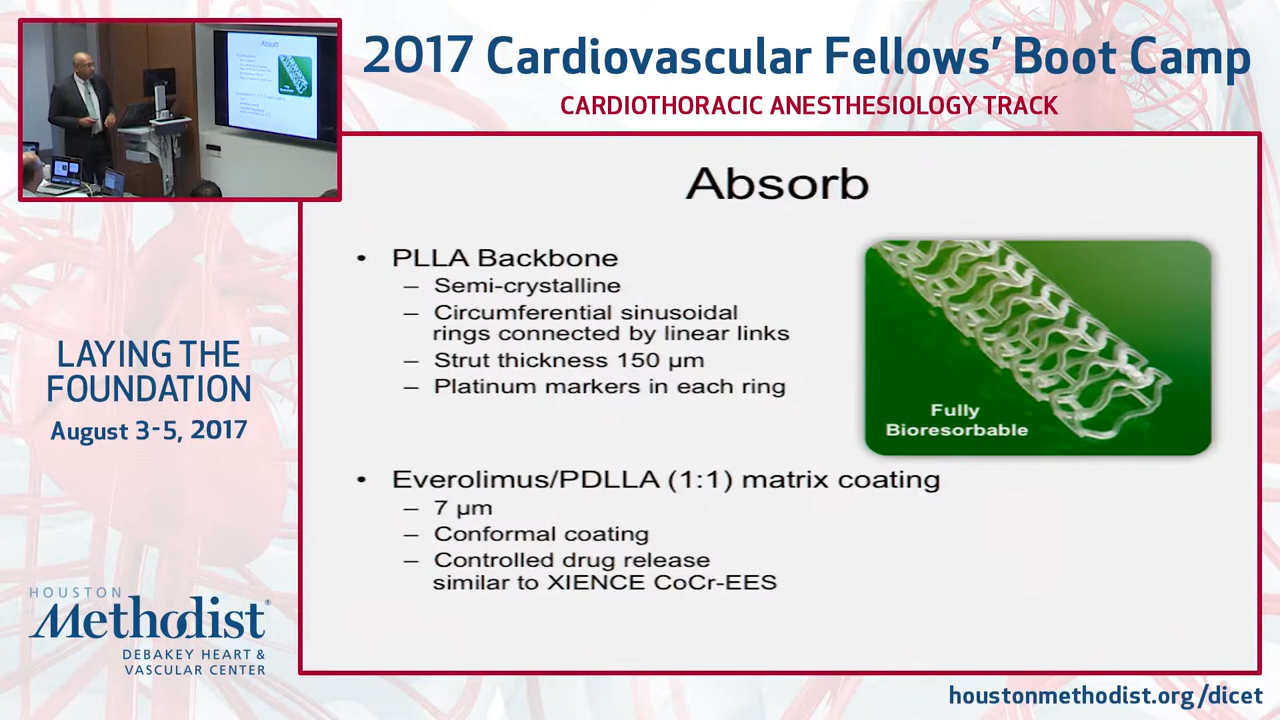 2017 Cardiovascular Fellows' Boot Camp
CARDIOTHORACIC ANESTHESIOLOGY TRACK
Absorb
Absorb
• PLLA Backbone
– Semi-crystalline
– Circumferential sinusoidal
rings connected by linear links
– Strut thickness 150 µm
– Platinum markers in each ring
Fully
Bioresorbable
• Everolimus/PDLLA (1:1) matrix coating
– 7 µm
– Conformal coating
– Controlled drug release
similar to XIENCE CoCr-EES
LAYING THE
FOUNDATION
August 3-5, 2017
HOUSTON
Methodist®
DEBAKEY HEART &
VASCULAR CENTER
houstonmethodist.org/dicet